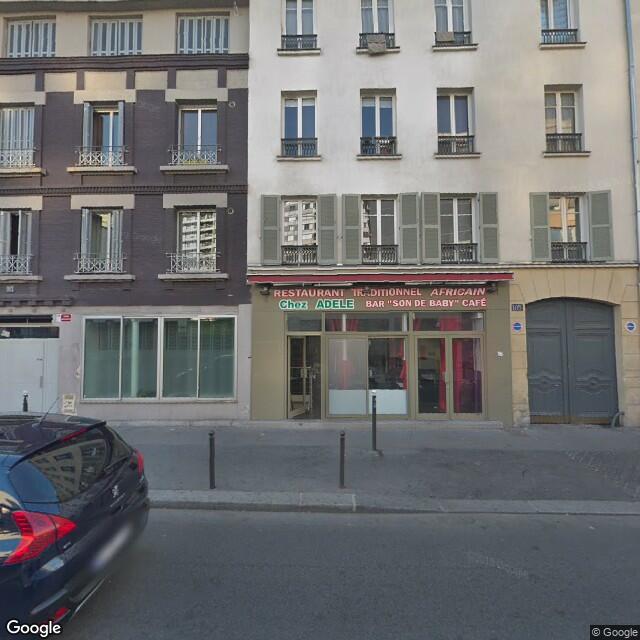 RESTAURANT TRADITIONNEL AFRICAIN
Chez ADELE BAR "SON DE BABY" CAFÉ
Google
© Google